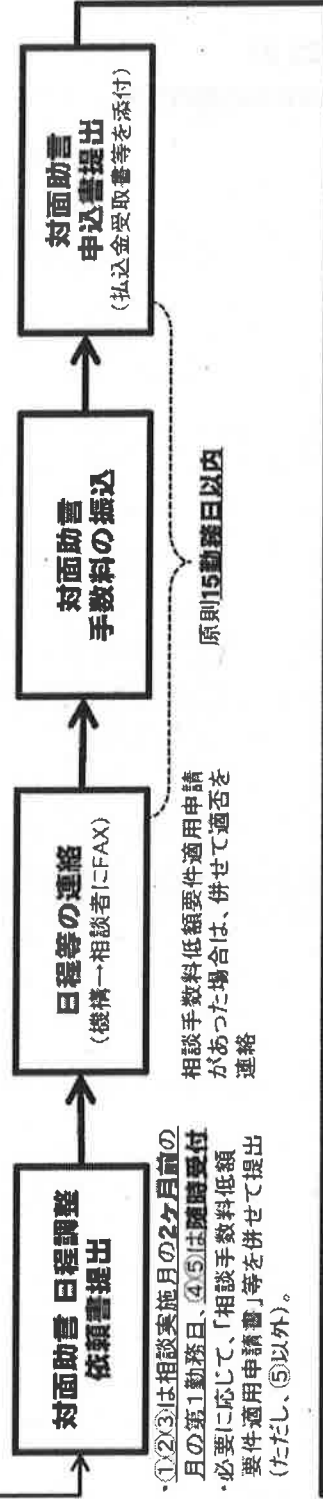 対面助言 日程調整
依頼書提出
・①②③は相談実施月の2ケ月前の
月の第1勤務日、④⑤は随時受付
・必要に応じて、「相談手数料低額
要件適用申請書」等を併せて提出
(ただし、⑤以外)。
日程等の連絡
(機構→相談者にFAX)
相談手数料低額要件適用申請
があった場合は、併せて適否を
連絡
対面助言
手数料の振込
原則15勤務日以内
対面助言
申込書提出
(払込金受取書等を添付)